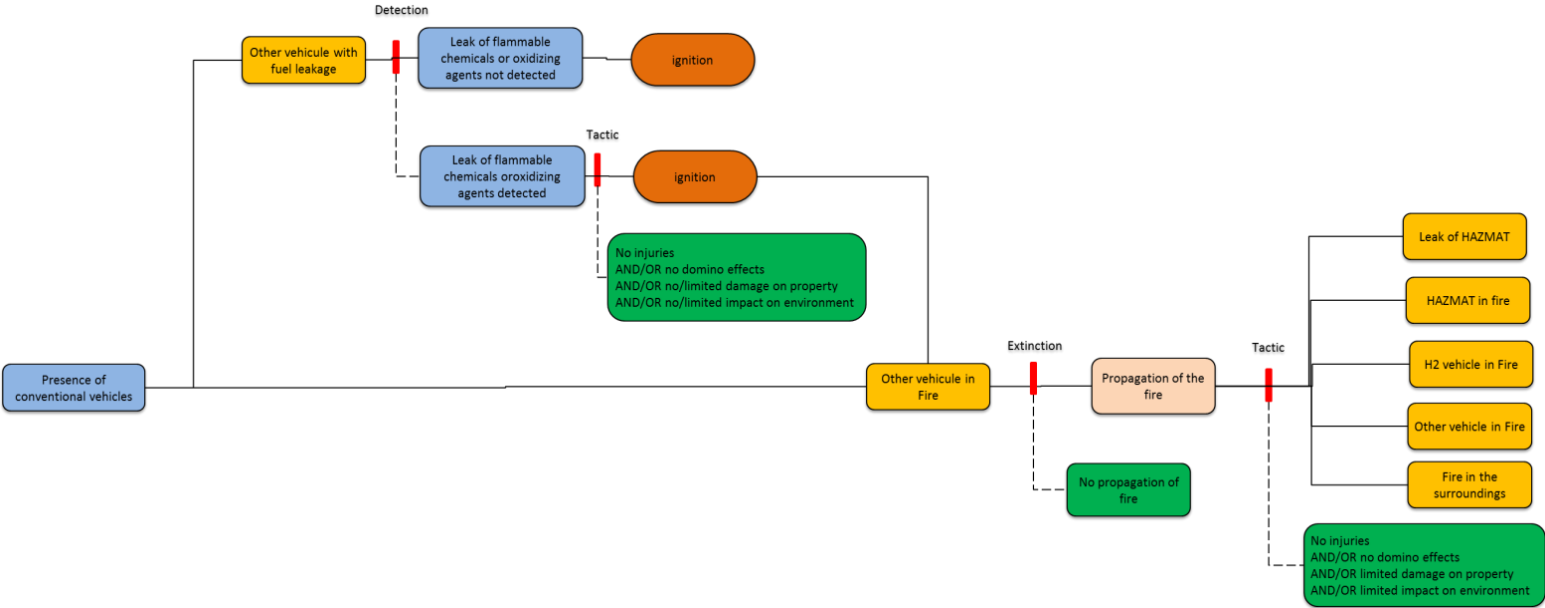 Detection
Other vehicule with
fuel leakage
Leak of flammable
chemicals or oxidizing
agents not detected
ignition
Tactic
Leak of flammable
chemicals oroxidizing
agents detected
ignition
No injuries
AND/OR no domino effects
AND/OR no/limited damage on property
AND/OR no/limited impact on environment
Presence of
conventional vehicles
Other vehicule in
Fire
Extinction
Propagation of the
fire
No propagation of
fire
Tactic
Leak of HAZMAT
HAZMAT in fire
H2 vehicle in Fire
Other vehicle in Fire
Fire in the
surroundings
No injuries
AND/OR no domino effects
AND/OR limited damage on property
AND/OR limited impact on environment